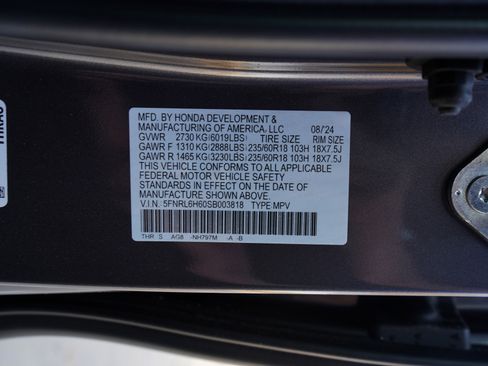 MFD. BY HONDA DEVELOPMENT &
MANUFACTURING OF AMERICA, LLC 08/24
GVWR 2730 KG (6019LBS) TIRE SIZE RIM SIZE
GAWR F 1310 KG (2888LBS) 235/60R18 103H 18X7.5J
GAWR R 1465 KG (3230LBS) 235/60R18 103H 18X7.5J
THIS VEHICLE CONFORMS TO ALL APPLICABLE
FEDERAL MOTOR VEHICLE SAFETY
STANDARDS IN EFFECT ON THE DATE OF
MANUFACTURE SHOWN ABOVE.
V.I.N. 5FNRL6H60SB003818 TYPE MPV
THR S AG8 -NH797M -A -B